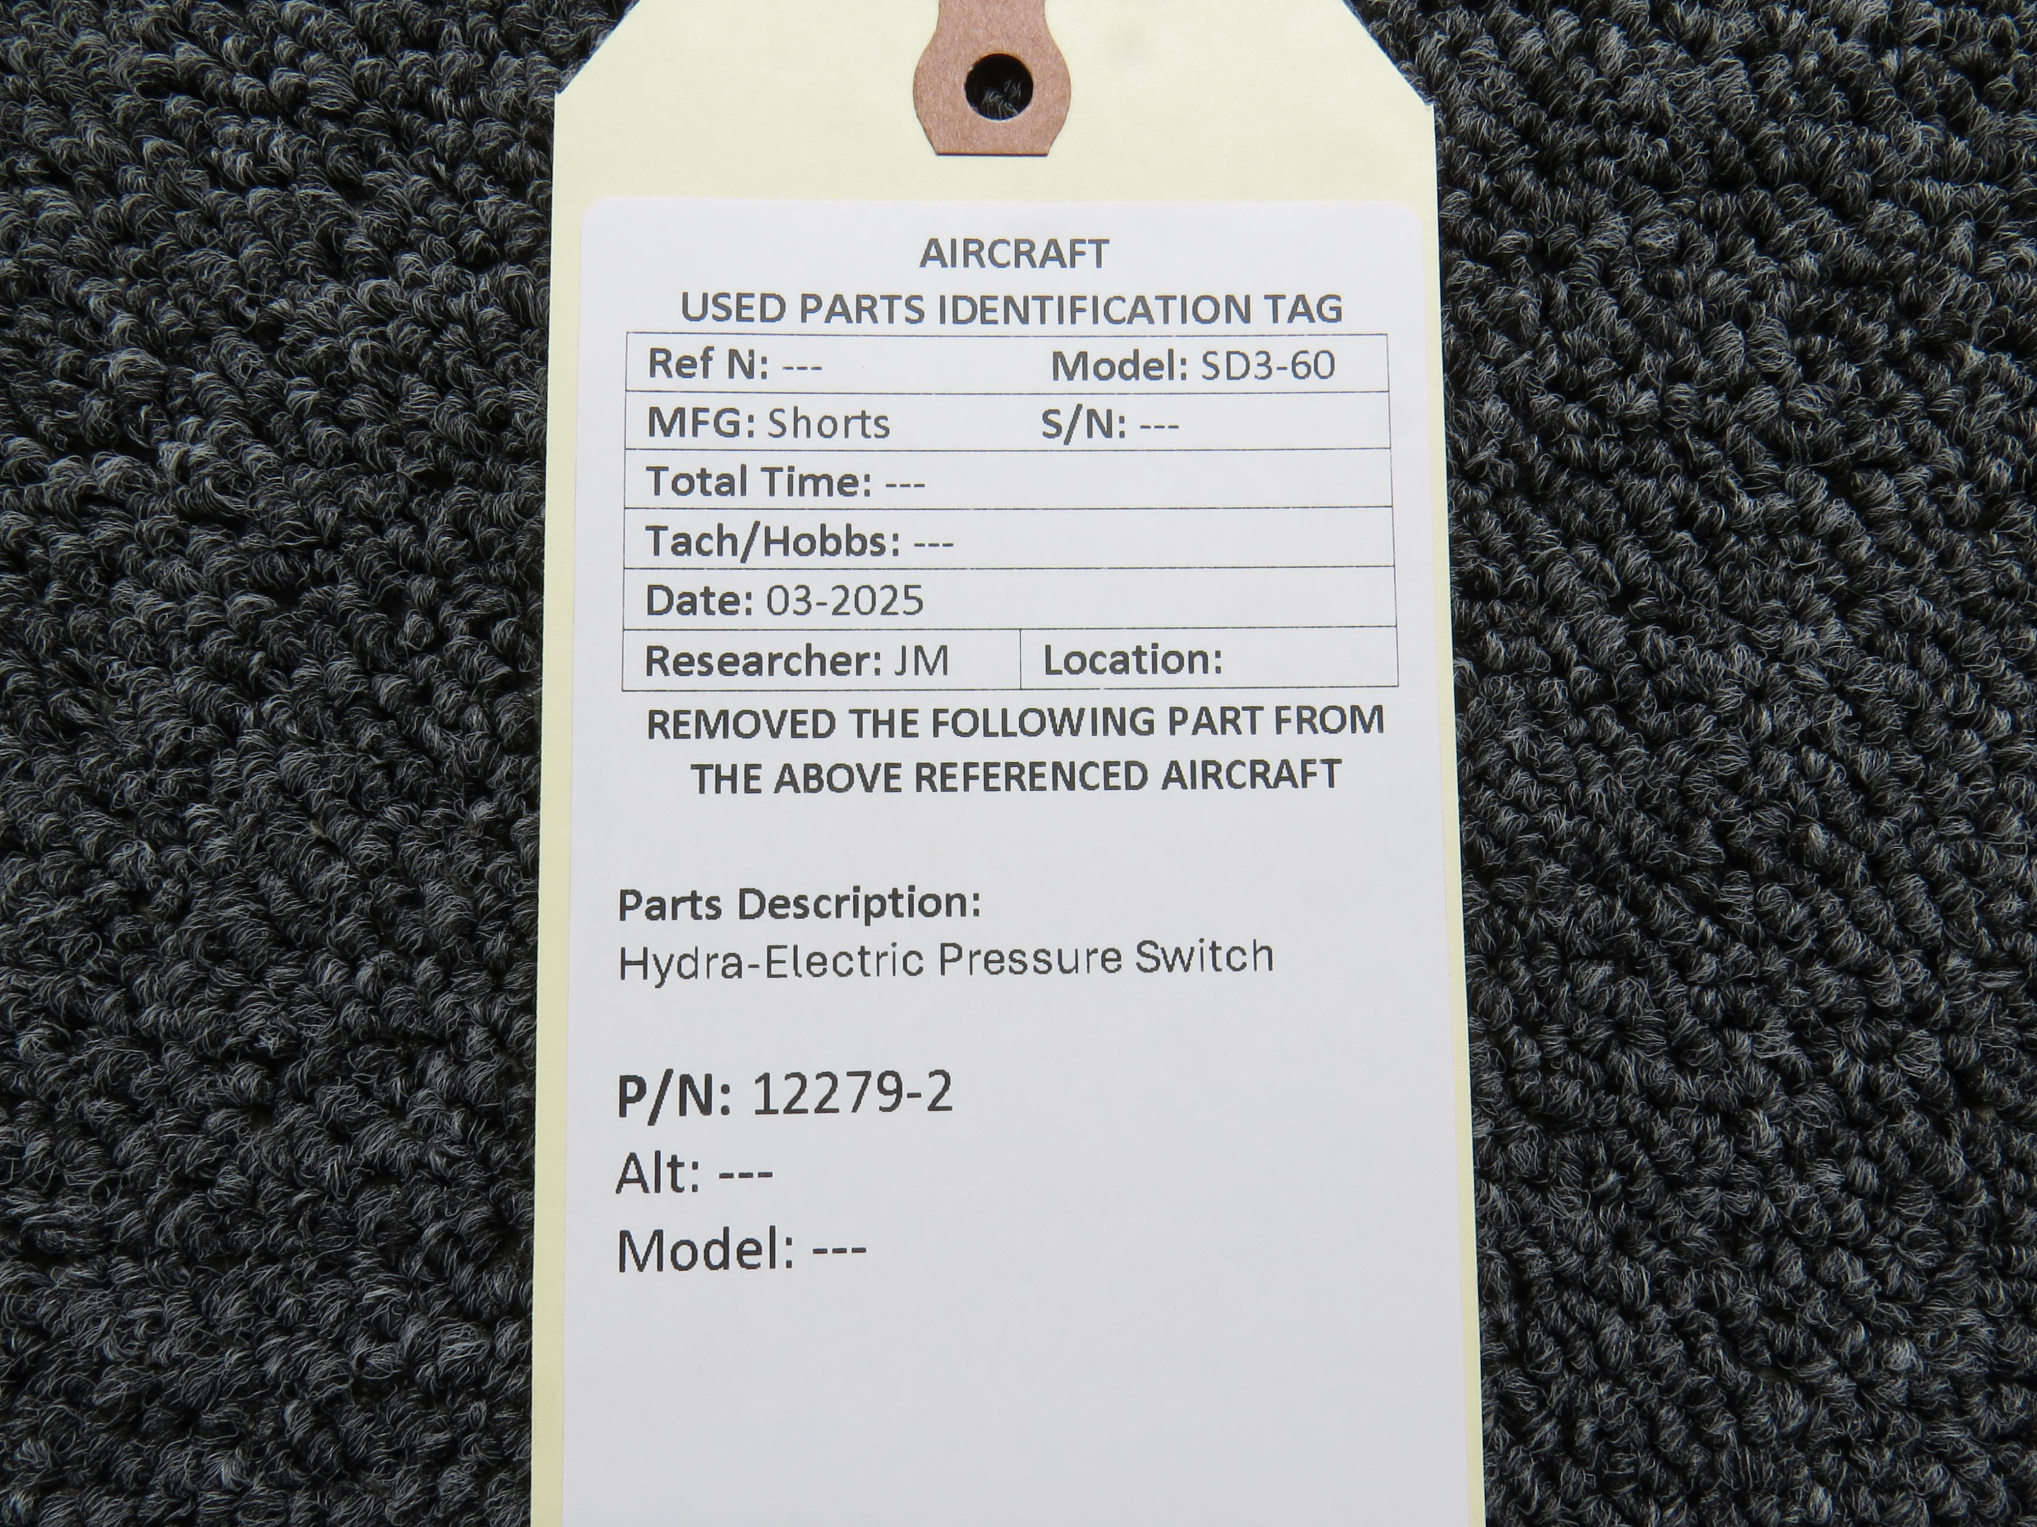 AIRCRAFT
USED PARTS IDENTIFICATION TAG
Ref N: --- Model: SD3-60
MFG: Shorts S/N: ---
Total Time: ---
Tach/Hobbs: ---
Date: 03-2025
Researcher: JM Location:
REMOVED THE FOLLOWING PART FROM
THE ABOVE REFERENCED AIRCRAFT
Parts Description:
Hydra-Electric Pressure Switch
P/N: 12279-2
Alt: ---
Model: ---